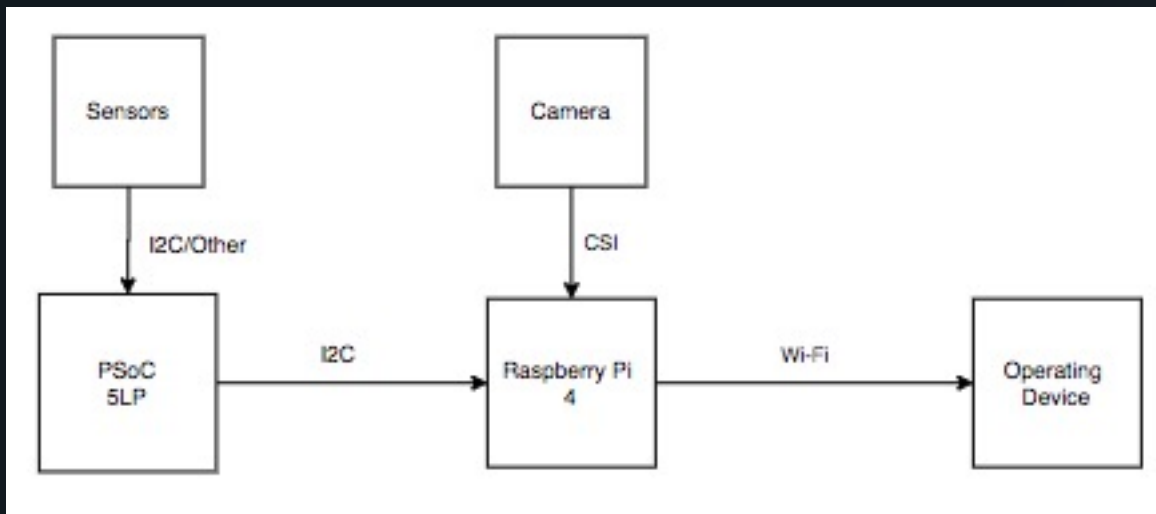 Sensors
Camera
I2C/Other
CSI
PSoC
5LP
I2C
Raspberry Pi
4
Wi-Fi
Operating
Device